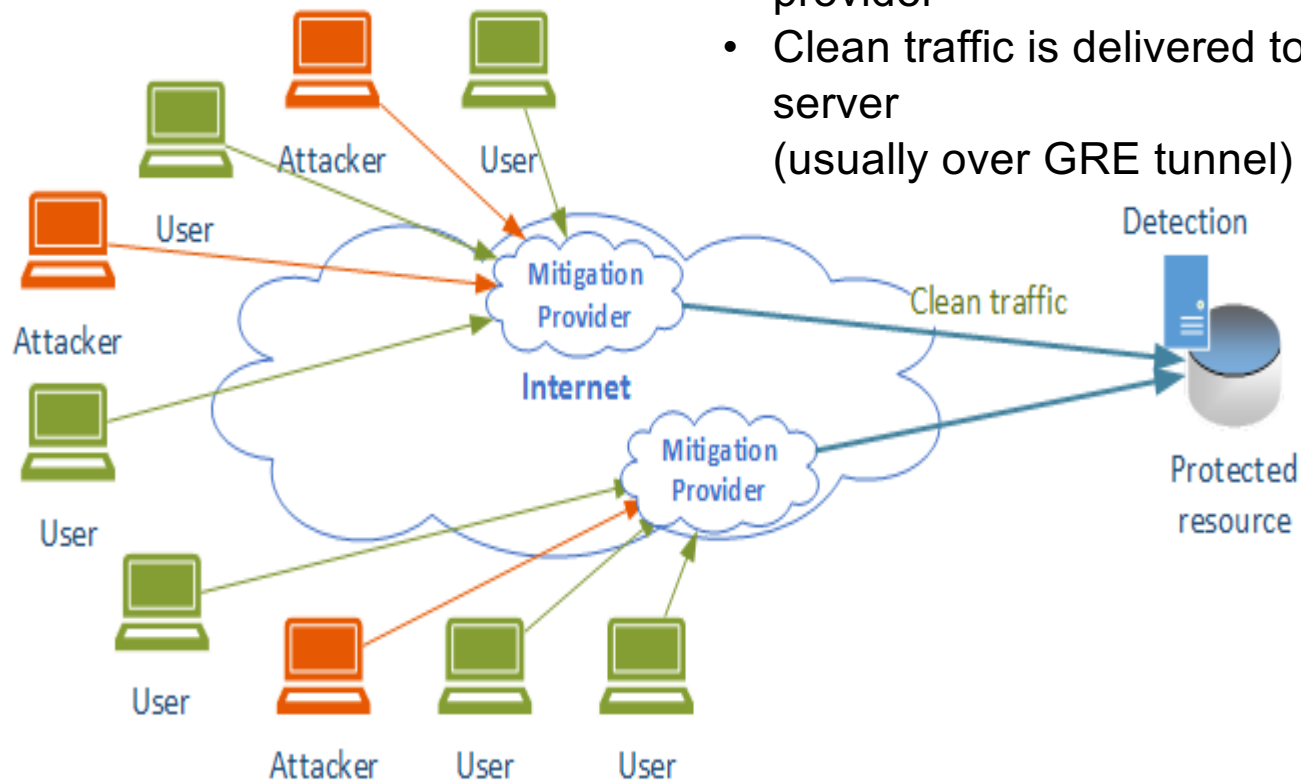 provider
• Clean traffic is delivered to
server
(usually over GRE tunnel)
Attacker
User
User
Detection
Mitigation
Provider
Clean traffic
Attacker
Internet
Mitigation
Provider
Protected
resource
User
User
Attacker
User
User